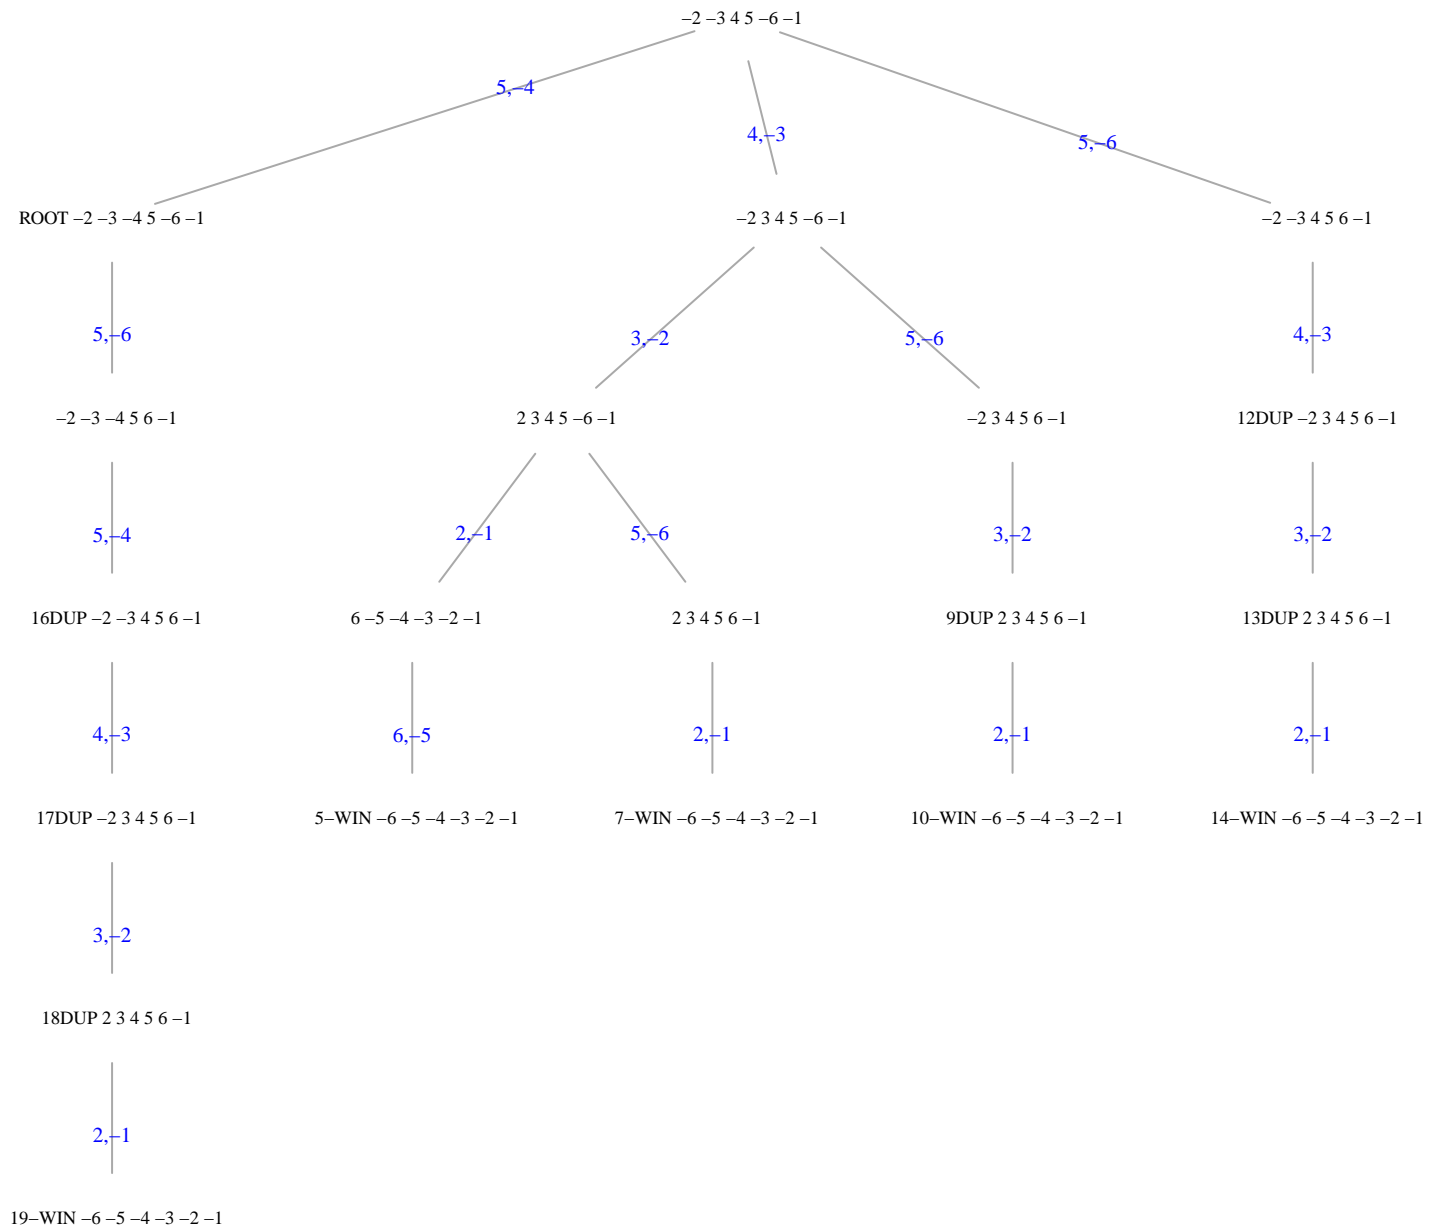 –2 –3 4 5 –6 –1
5,–4
4,–3
5,–6
ROOT –2 –3 –4 5 –6 –1
–2 3 4 5 –6 –1
–2 –3 4 5 6 –1
5,–6
3,–2
5,–6
4,–3
–2 –3 –4 5 6 –1
2 3 4 5 –6 –1
–2 3 4 5 6 –1
12DUP –2 3 4 5 6 –1
5,–4
2,–1
5,–6
3,–2
3,–2
16DUP –2 –3 4 5 6 –1
6 –5 –4 –3 –2 –1
2 3 4 5 6 –1
9DUP 2 3 4 5 6 –1
13DUP 2 3 4 5 6 –1
4,–3
6,–5
2,–1
2,–1
2,–1
17DUP –2 3 4 5 6 –1
5–WIN –6 –5 –4 –3 –2 –1
7–WIN –6 –5 –4 –3 –2 –1
10–WIN –6 –5 –4 –3 –2 –1
14–WIN –6 –5 –4 –3 –2 –1
3,–2
18DUP 2 3 4 5 6 –1
2,–1
19–WIN –6 –5 –4 –3 –2 –1